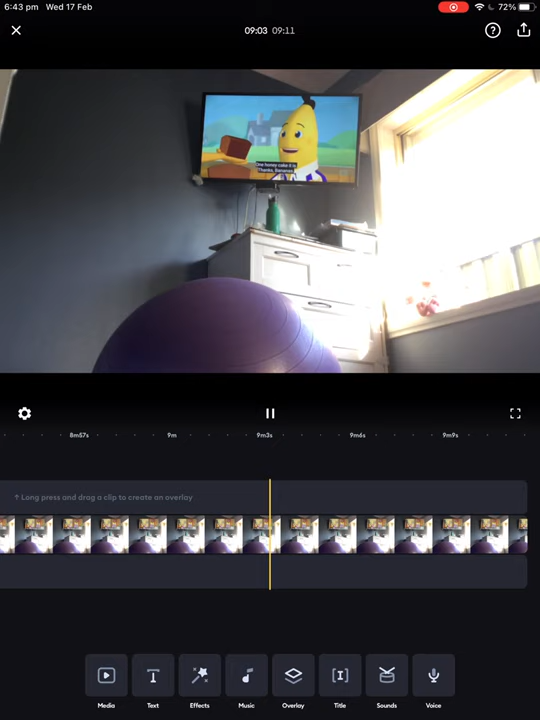 6:43 pm Wed 17 Feb
72%
09:03 09:11
One honey cake it is.
Thanks, Bananas.
8m57s 9m 9m3s 9m6s 9m9s
↑ Long press and drag a clip to create an overlay
Media Text Effects Music Overlay Title Sounds Voice